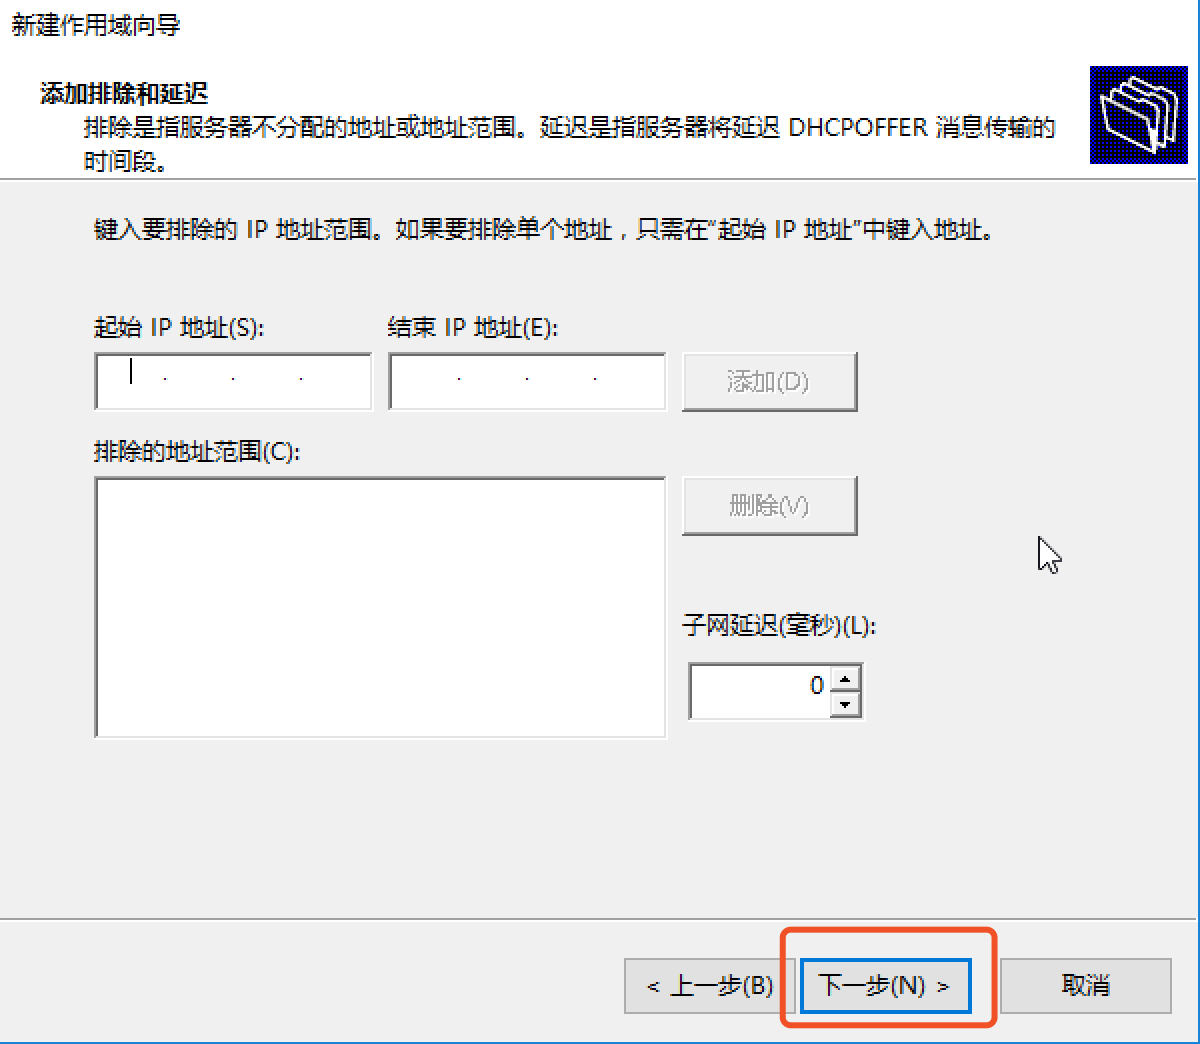 新建作用域向导
添加排除和延迟
排除是指服务器不分配的地址或地址范围。延迟是指服务器将延迟 DHCPOFFER 消息传输的
时间段。
键入要排除的 IP 地址范围。如果要排除单个地址，只需在"起始 IP 地址"中键入地址。
起始 IP 地址(S):
结束 IP 地址(E):
. . .
. . .
添加(D)
排除的地址范围(C):
删除(V)
子网延迟(毫秒)(L):
0
< 上一步(B)
下一步(N) >
取消